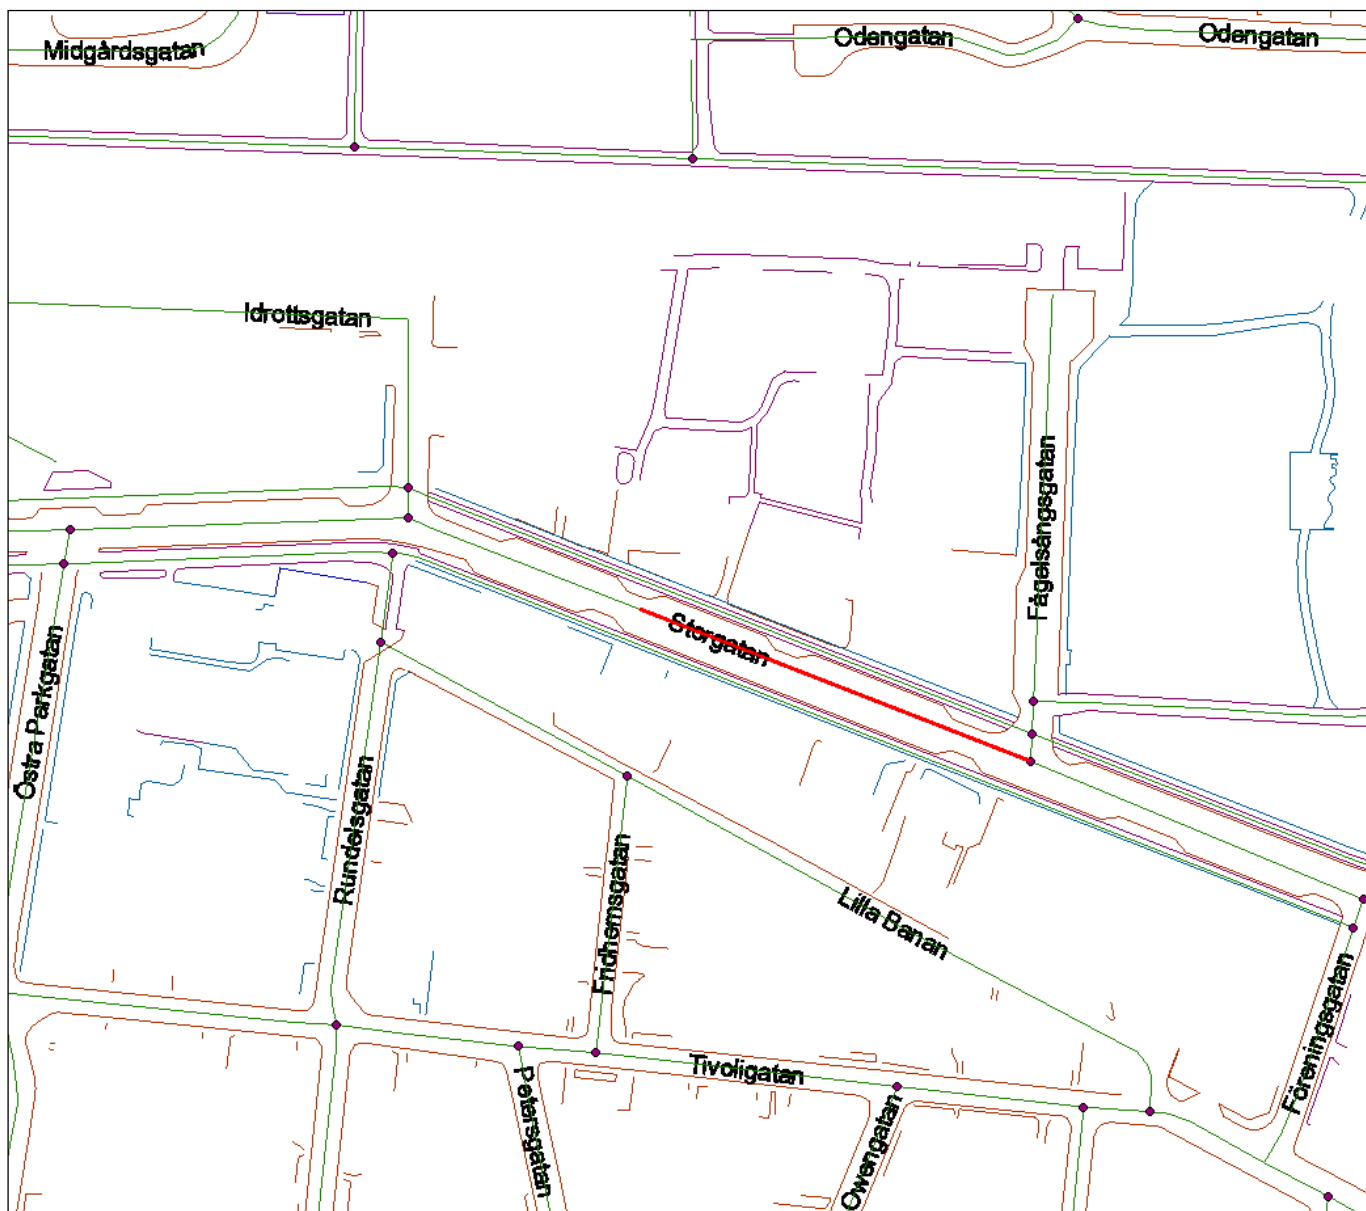 Midgårdsgatan
Odengatan
Odengatan
Idrottsgatan
Fågelsångsgatan
Storgatan
Östra Parkgatan
Rundelsgatan
Fridhemsgatan
Lilla Banan
Föreningsgatan
Tivoligatan
Petersgatan
Owengatan